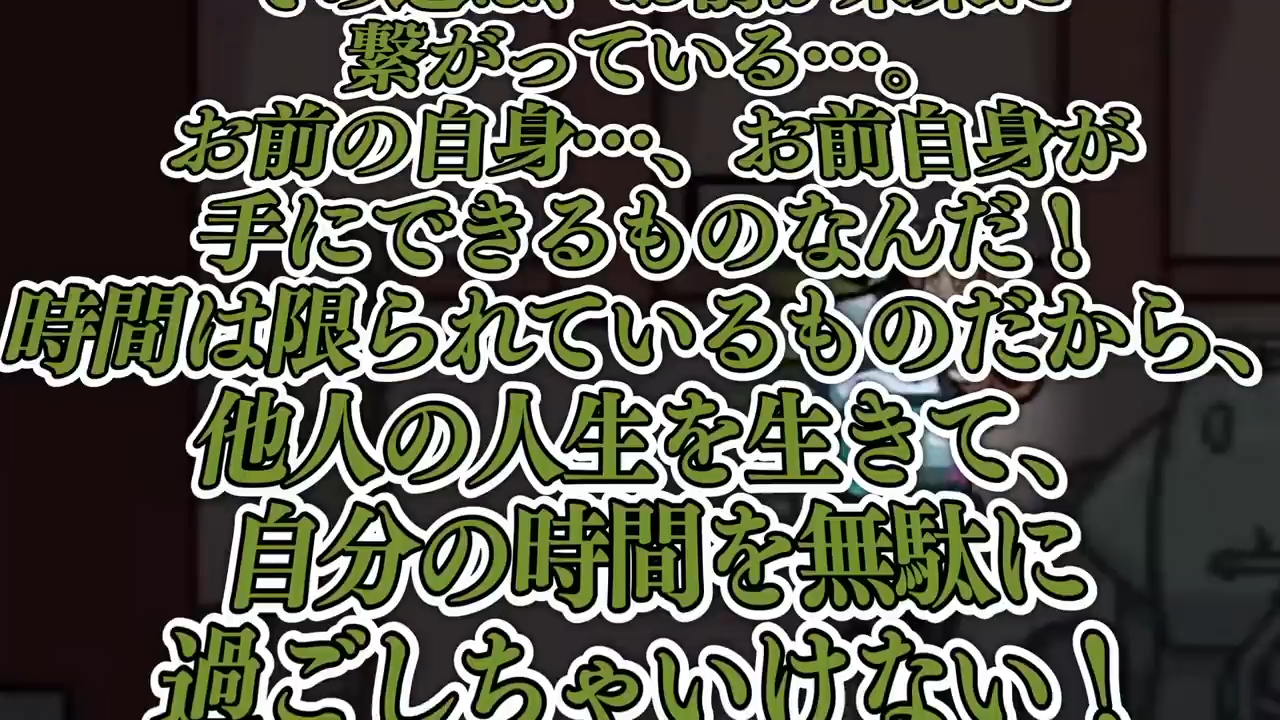 繋がっている…。
お前の自身…、お前自身が
手にできるものなんだ！
時間は限られているものだから、
他人の人生を生きて、
自分の時間を無駄に
過ごしちゃいけない！